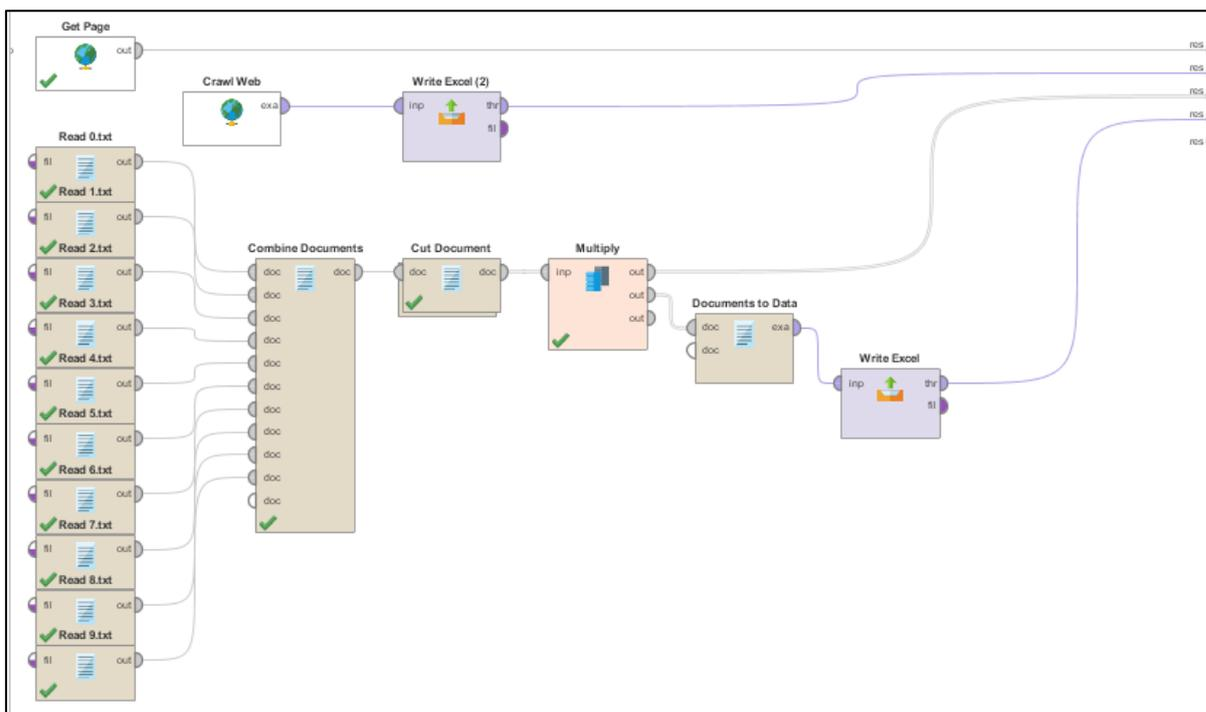 Get Page
out
res
res
Crawl Web
Write Excel (2)
res
exa
inp
thr
res
fil
Read 0.txt
res
fil
out
Read 1.txt
fil
out
Read 2.txt
Combine Documents
Cut Document
Multiply
fil
out
doc
doc
doc
doc
inp
out
doc
out
Read 3.txt
Documents to Data
doc
out
fil
out
doc
exa
doc
doc
Read 4.txt
Write Excel
doc
fil
out
inp
thr
doc
fil
Read 5.txt
doc
fil
out
doc
doc
Read 6.txt
doc
fil
out
doc
Read 7.txt
fil
out
Read 8.txt
fil
out
Read 9.txt
fil
out